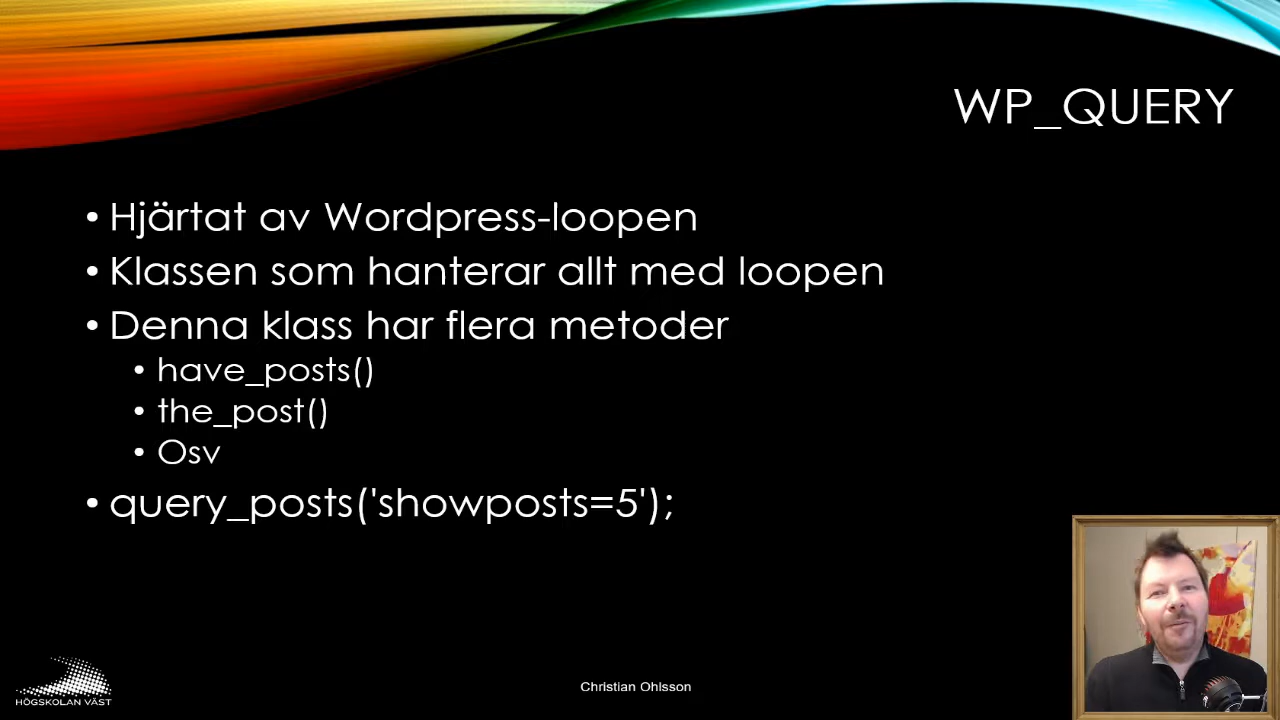 WP_QUERY
• Hjärtat av Wordpress-loopen
• Klassen som hanterar allt med loopen
• Denna klass har flera metoder
• have_posts()
• the_post()
• Osv
• query_posts('showposts=5');
HÖGSKOLAN VÄST
Christian Ohlsson